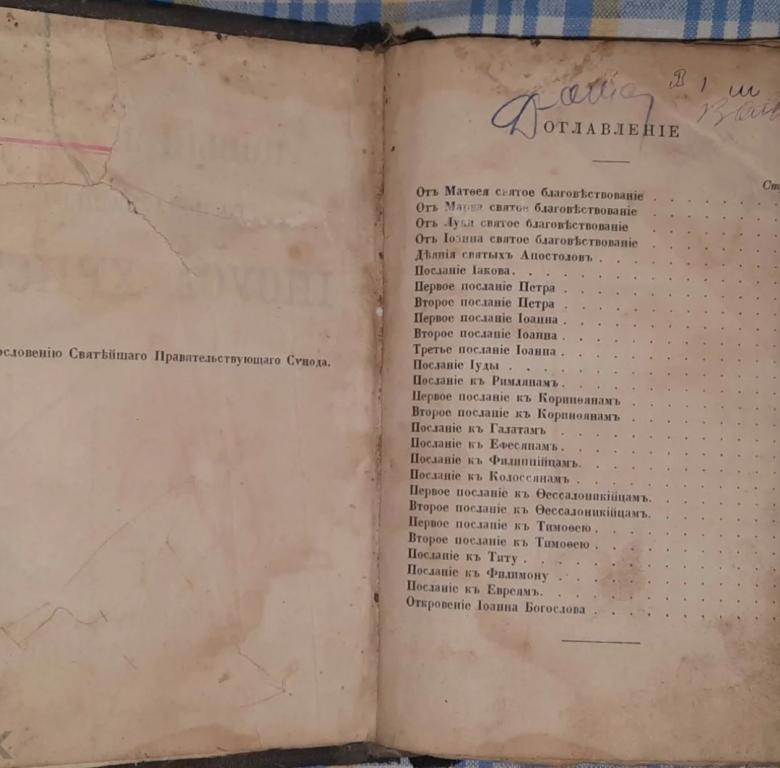 словенію Святѣйшаго Правительствующаго Сѵнода.
ОГЛАВЛЕНІЕ
Ст
Отъ Матѳея святое благовѣствованіе
Отъ Марка святое благовѣствованіе
Отъ Луки святое благовѣствованіе
Отъ Іоанна святое благовѣствованіе
Дѣянія святыхъ Апостоловъ
Посланіе Іакова
Первое посланіе Петра
Второе посланіе Петра
Первое посланіе Іоанна
Второе посланіе Іоанна
Третье посланіе Іоанна
Посланіе Іуды
Посланіе къ Римлянамъ
Первое посланіе къ Коринѳянамъ
Второе посланіе къ Коринѳянамъ
Посланіе къ Галатамъ
Посланіе къ Ефесянамъ
Посланіе къ Филиппійцамъ
Посланіе къ Колоссянамъ
Первое посланіе къ Ѳессалоникійцамъ
Второе посланіе къ Ѳессалоникійцамъ
Первое посланіе къ Тимоѳею
Второе посланіе къ Тимоѳею
Посланіе къ Титу
Посланіе къ Филимону
Посланіе къ Евреямъ
Откровеніе Іоанна Богослова